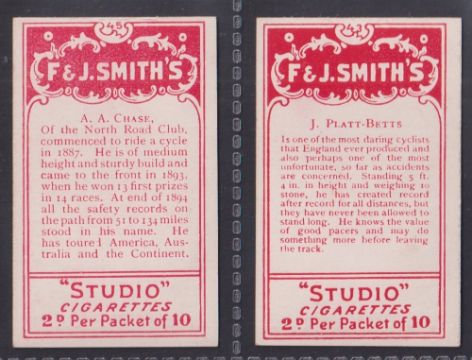 45
F & J. SMITH'S
A. A. CHASE,
Of the North Road Club,
commenced to ride a cycle
in 1887. He is of medium
height and sturdy build and
came to the front in 1893,
when he won 13 first prizes
in 14 races. At end of 1894
all the safety records on
the path from 51 to 134 miles
stood in his name. He
has toured America, Aus-
tralia and the Continent.
"STUDIO"
CIGARETTES
2D Per Packet of 10
43
F & J. SMITH'S
J. PLATT-BETTS
Is one of the most daring cyclists
that England ever produced and
also perhaps one of the most
unfortunate, so far as accidents
are concerned. Standing 5 ft.
4 in. in height and weighing 10
stone, he has created record
after record for all distances, but
they have never been allowed to
stand long. He knows the value
of good pacers and may do
something more before leaving
the track.
"STUDIO"
CIGARETTES
2D Per Packet of 10